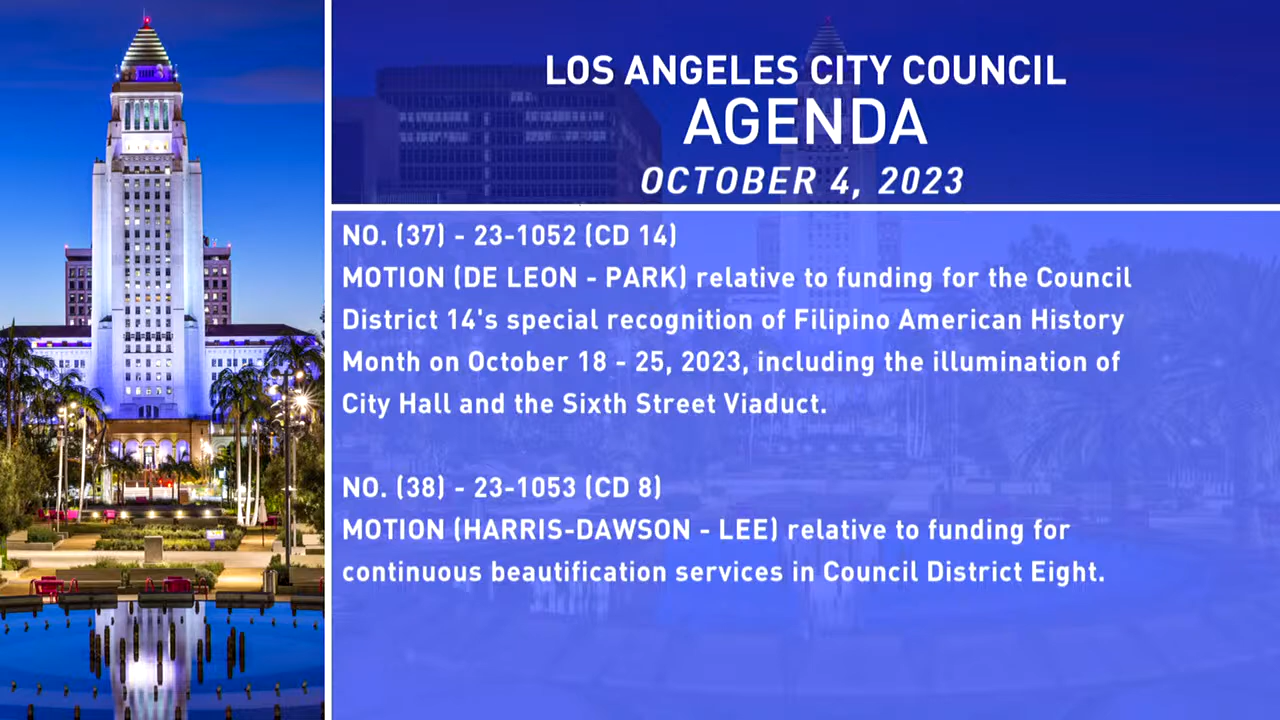 LOS ANGELES CITY COUNCIL
AGENDA
OCTOBER 4, 2023
NO. (37) - 23-1052 (CD 14)
MOTION (DE LEON - PARK) relative to funding for the Council
District 14's special recognition of Filipino American History
Month on October 18 - 25, 2023, including the illumination of
City Hall and the Sixth Street Viaduct.
NO. (38) - 23-1053 (CD 8)
MOTION (HARRIS-DAWSON - LEE) relative to funding for
continuous beautification services in Council District Eight.